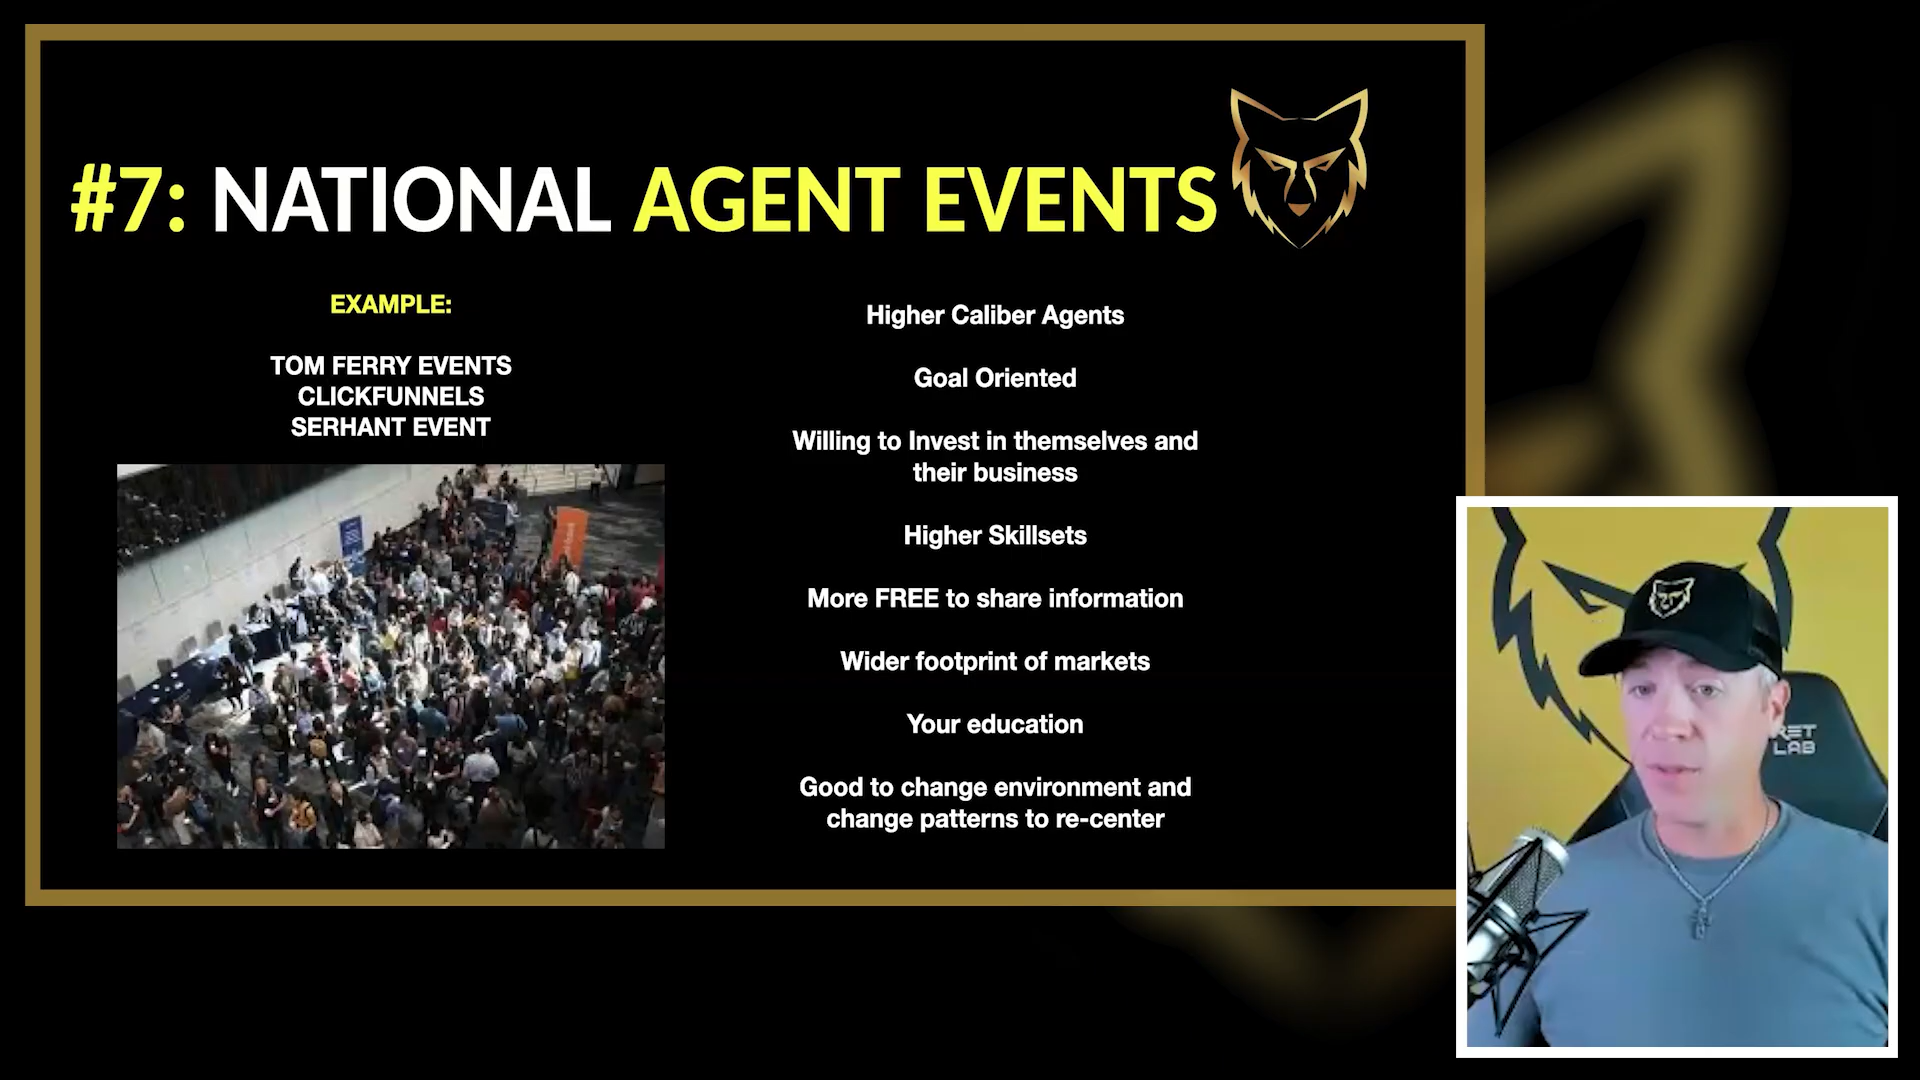 #7: NATIONAL AGENT EVENTS
EXAMPLE:
TOM FERRY EVENTS
CLICKFUNNELS
SERHANT EVENT
Higher Caliber Agents
Goal Oriented
Willing to Invest in themselves and
their business
Higher Skillsets
More FREE to share information
Wider footprint of markets
Your education
Good to change environment and
change patterns to re-center
LAB